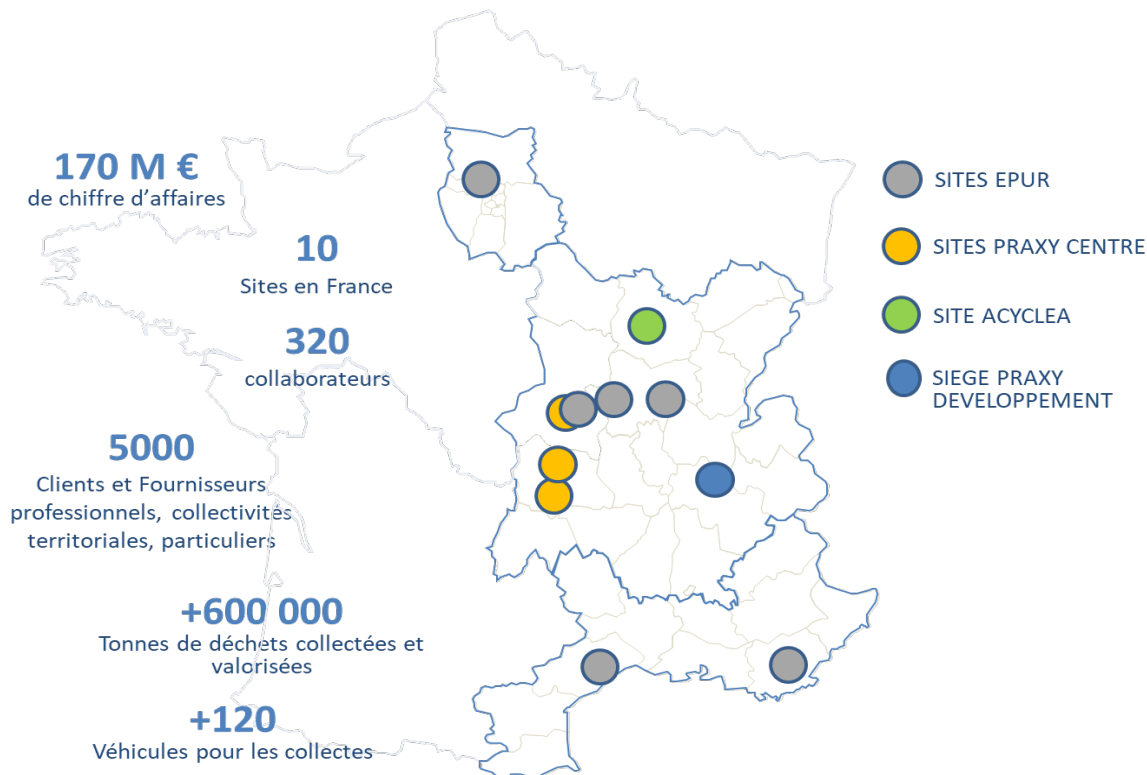 170 M €
de chiffre d'affaires
10
Sites en France
320
collaborateurs
5000
Clients et Fournisseurs
professionnels, collectivités
territoriales, particuliers
+600 000
Tonnes de déchets collectées et
valorisées
+120
Véhicules pour les collectes
SITES EPUR
SITES PRAXY CENTRE
SITE ACYCLEA
SIEGE PRAXY
DEVELOPPEMENT